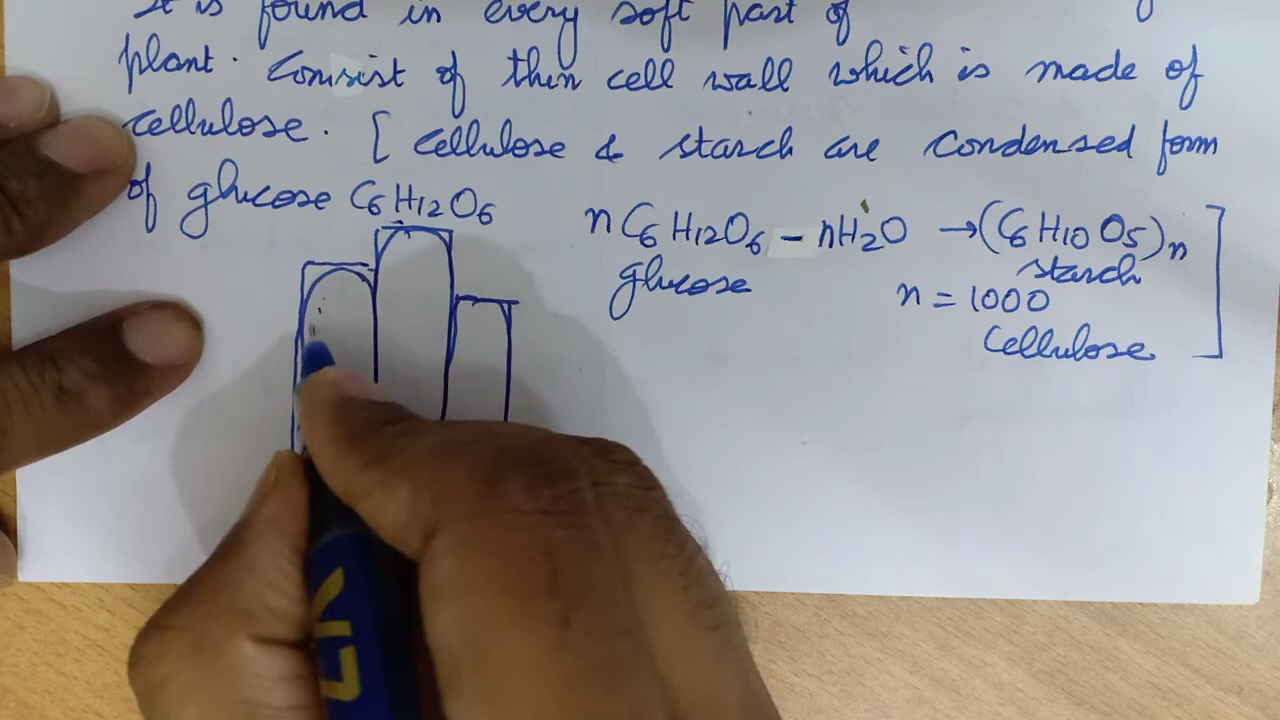 It is found in every soft part of
plant. Consist of thin cell wall which is made of
cellulose. [ cellulose & starch are condensed form
of glucose C6H12O6
nC6H12O6 - nH2O → (C6H10O5)n ]
glucose
starch
n = 1000
Cellulose